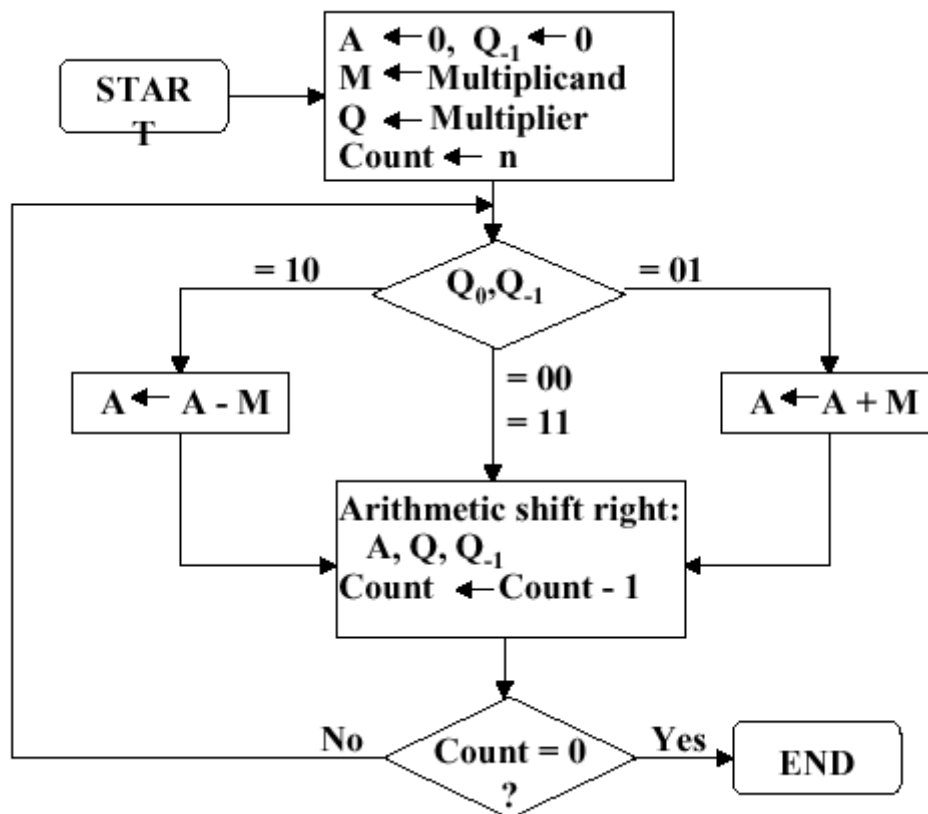 A ← 0, Q₋₁ ← 0
M ← Multiplicand
Q ← Multiplier
Count ← n
STAR
T
= 10
Q₀,Q₋₁
= 01
A ← A - M
= 00
= 11
A ← A + M
Arithmetic shift right:
A, Q, Q₋₁
Count ← Count - 1
No
Count = 0
?
Yes
END